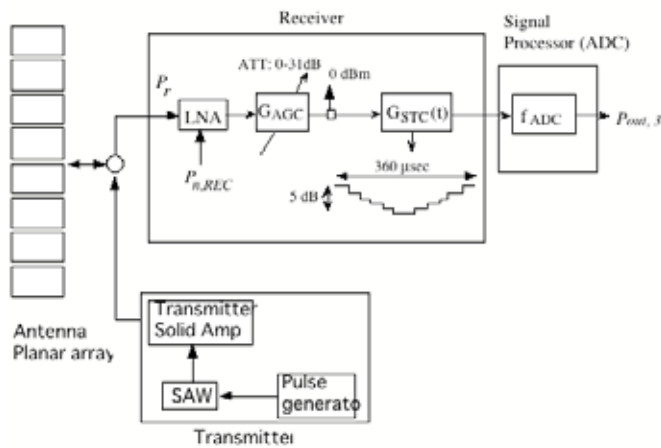 Receiver
Signal
Processor (ADC)
ATT: 0-31dB
0 dBm
P_r
LNA
G_AGC
G_STC(t)
f_ADC
P_out, 3
P_n,REC
360 μsec
5 dB
Antenna
Planar array
Transmitter
Solid Amp
SAW
Pulse
generato
Transmitter